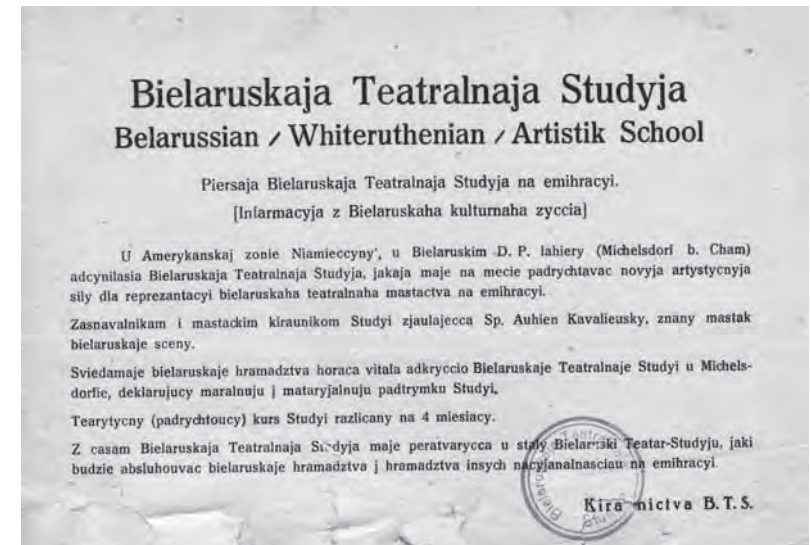 Bielaruskaja Teatralnaja Studyja
Belarussian / Whiteruthenian / Artistik School
Piersaja Bielaruskaja Teatralnaja Studyja na emihracyi.
[Infarmacyja z Bielaruskaha kulturnaha zyccia]
U Amerykanskaj zonie Niamieccyny', u Bielaruskim D. P. lahiery (Michelsdorf b. Cham)
adcynilasia Bielaruskaja Teatralnaja Studyja, jakaja maje na mecie padrychtavac novyja artystycnyja
sily dla reprezantacyi bielaruskaha teatralnaha mastactva na emihracyi.
Zasnavalnikam i mastackim kiraunikom Studyi zjaulajecca Sp. Auhien Kavalieusky, znany mastak
bielaruskaje sceny.
Sviedamaje bielaruskaje hramadztva horaca vitala adkryccio Bielaruskaje Teatralnaje Studyi u Michels-
dorfie, deklarujucy maralnuju j mataryjalnuju padtrymku Studyi.
Tearytycny (padrychtoucy) kurs Studyi razlicany na 4 miesiacy.
Z casam Bielaruskaja Teatralnaja Studyja maje peratvarycca u staly Bielaruski Teatar-Studyju, jaki
budzie absluhouvac bielaruskaje hramadztva j hramadztva insych nacyjanalnasciau na emihracyi.
Kira nictva B. T. S.